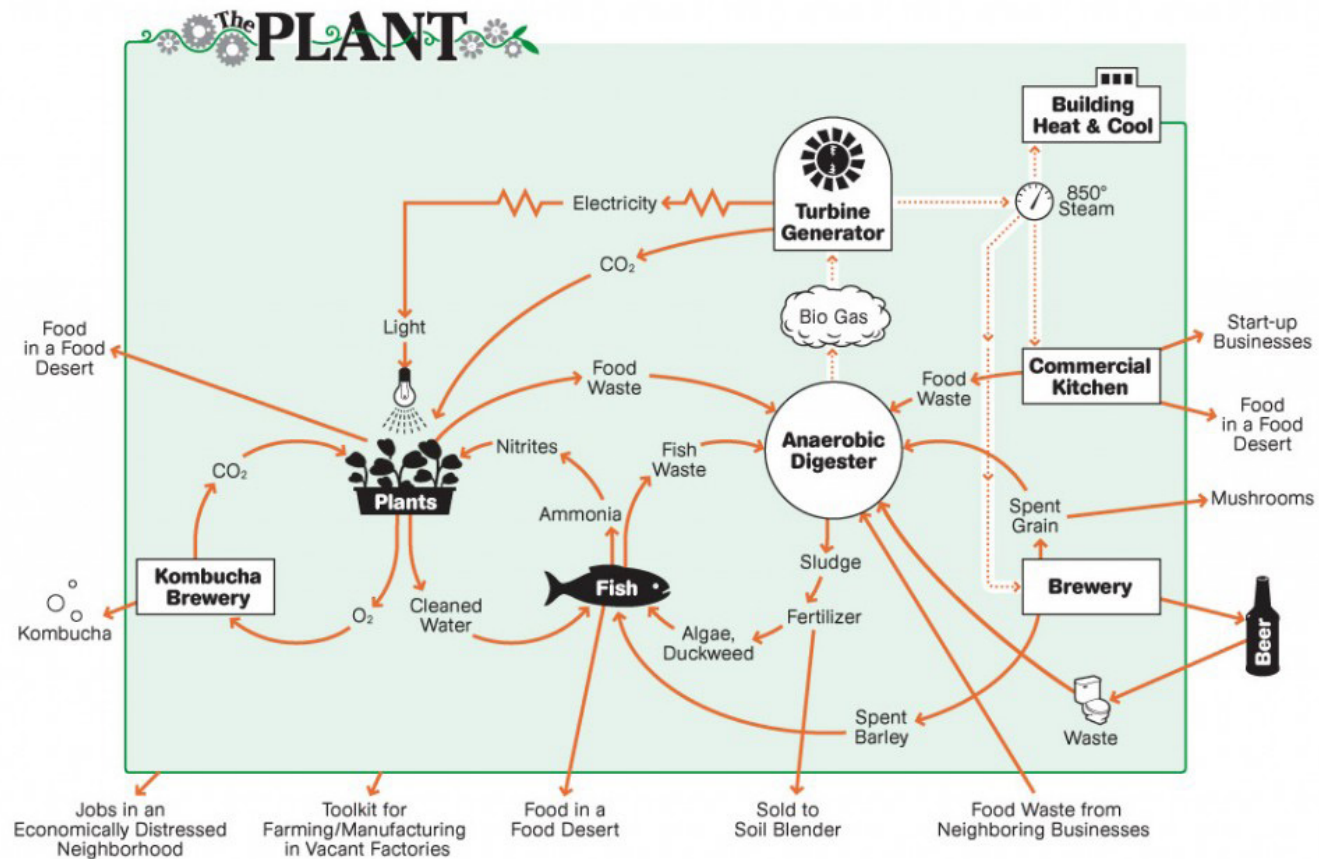 The PLANT
Building
Heat & Cool
850°
Steam
Turbine
Generator
Electricity
CO₂
Light
Bio Gas
Food
in a Food
Desert
Start-up
Businesses
Commercial
Kitchen
Food
Waste
Food
Waste
Food
in a Food
Desert
Anaerobic
Digester
Nitrites
Fish
Waste
CO₂
Plants
Mushrooms
Spent
Grain
Ammonia
Sludge
Kombucha
Brewery
Fish
Brewery
Cleaned
Water
O₂
Fertilizer
Kombucha
Algae,
Duckweed
Beer
Spent
Barley
Waste
Jobs in an
Economically Distressed
Neighborhood
Toolkit for
Farming/Manufacturing
in Vacant Factories
Food in a
Food Desert
Sold to
Soil Blender
Food Waste from
Neighboring Businesses